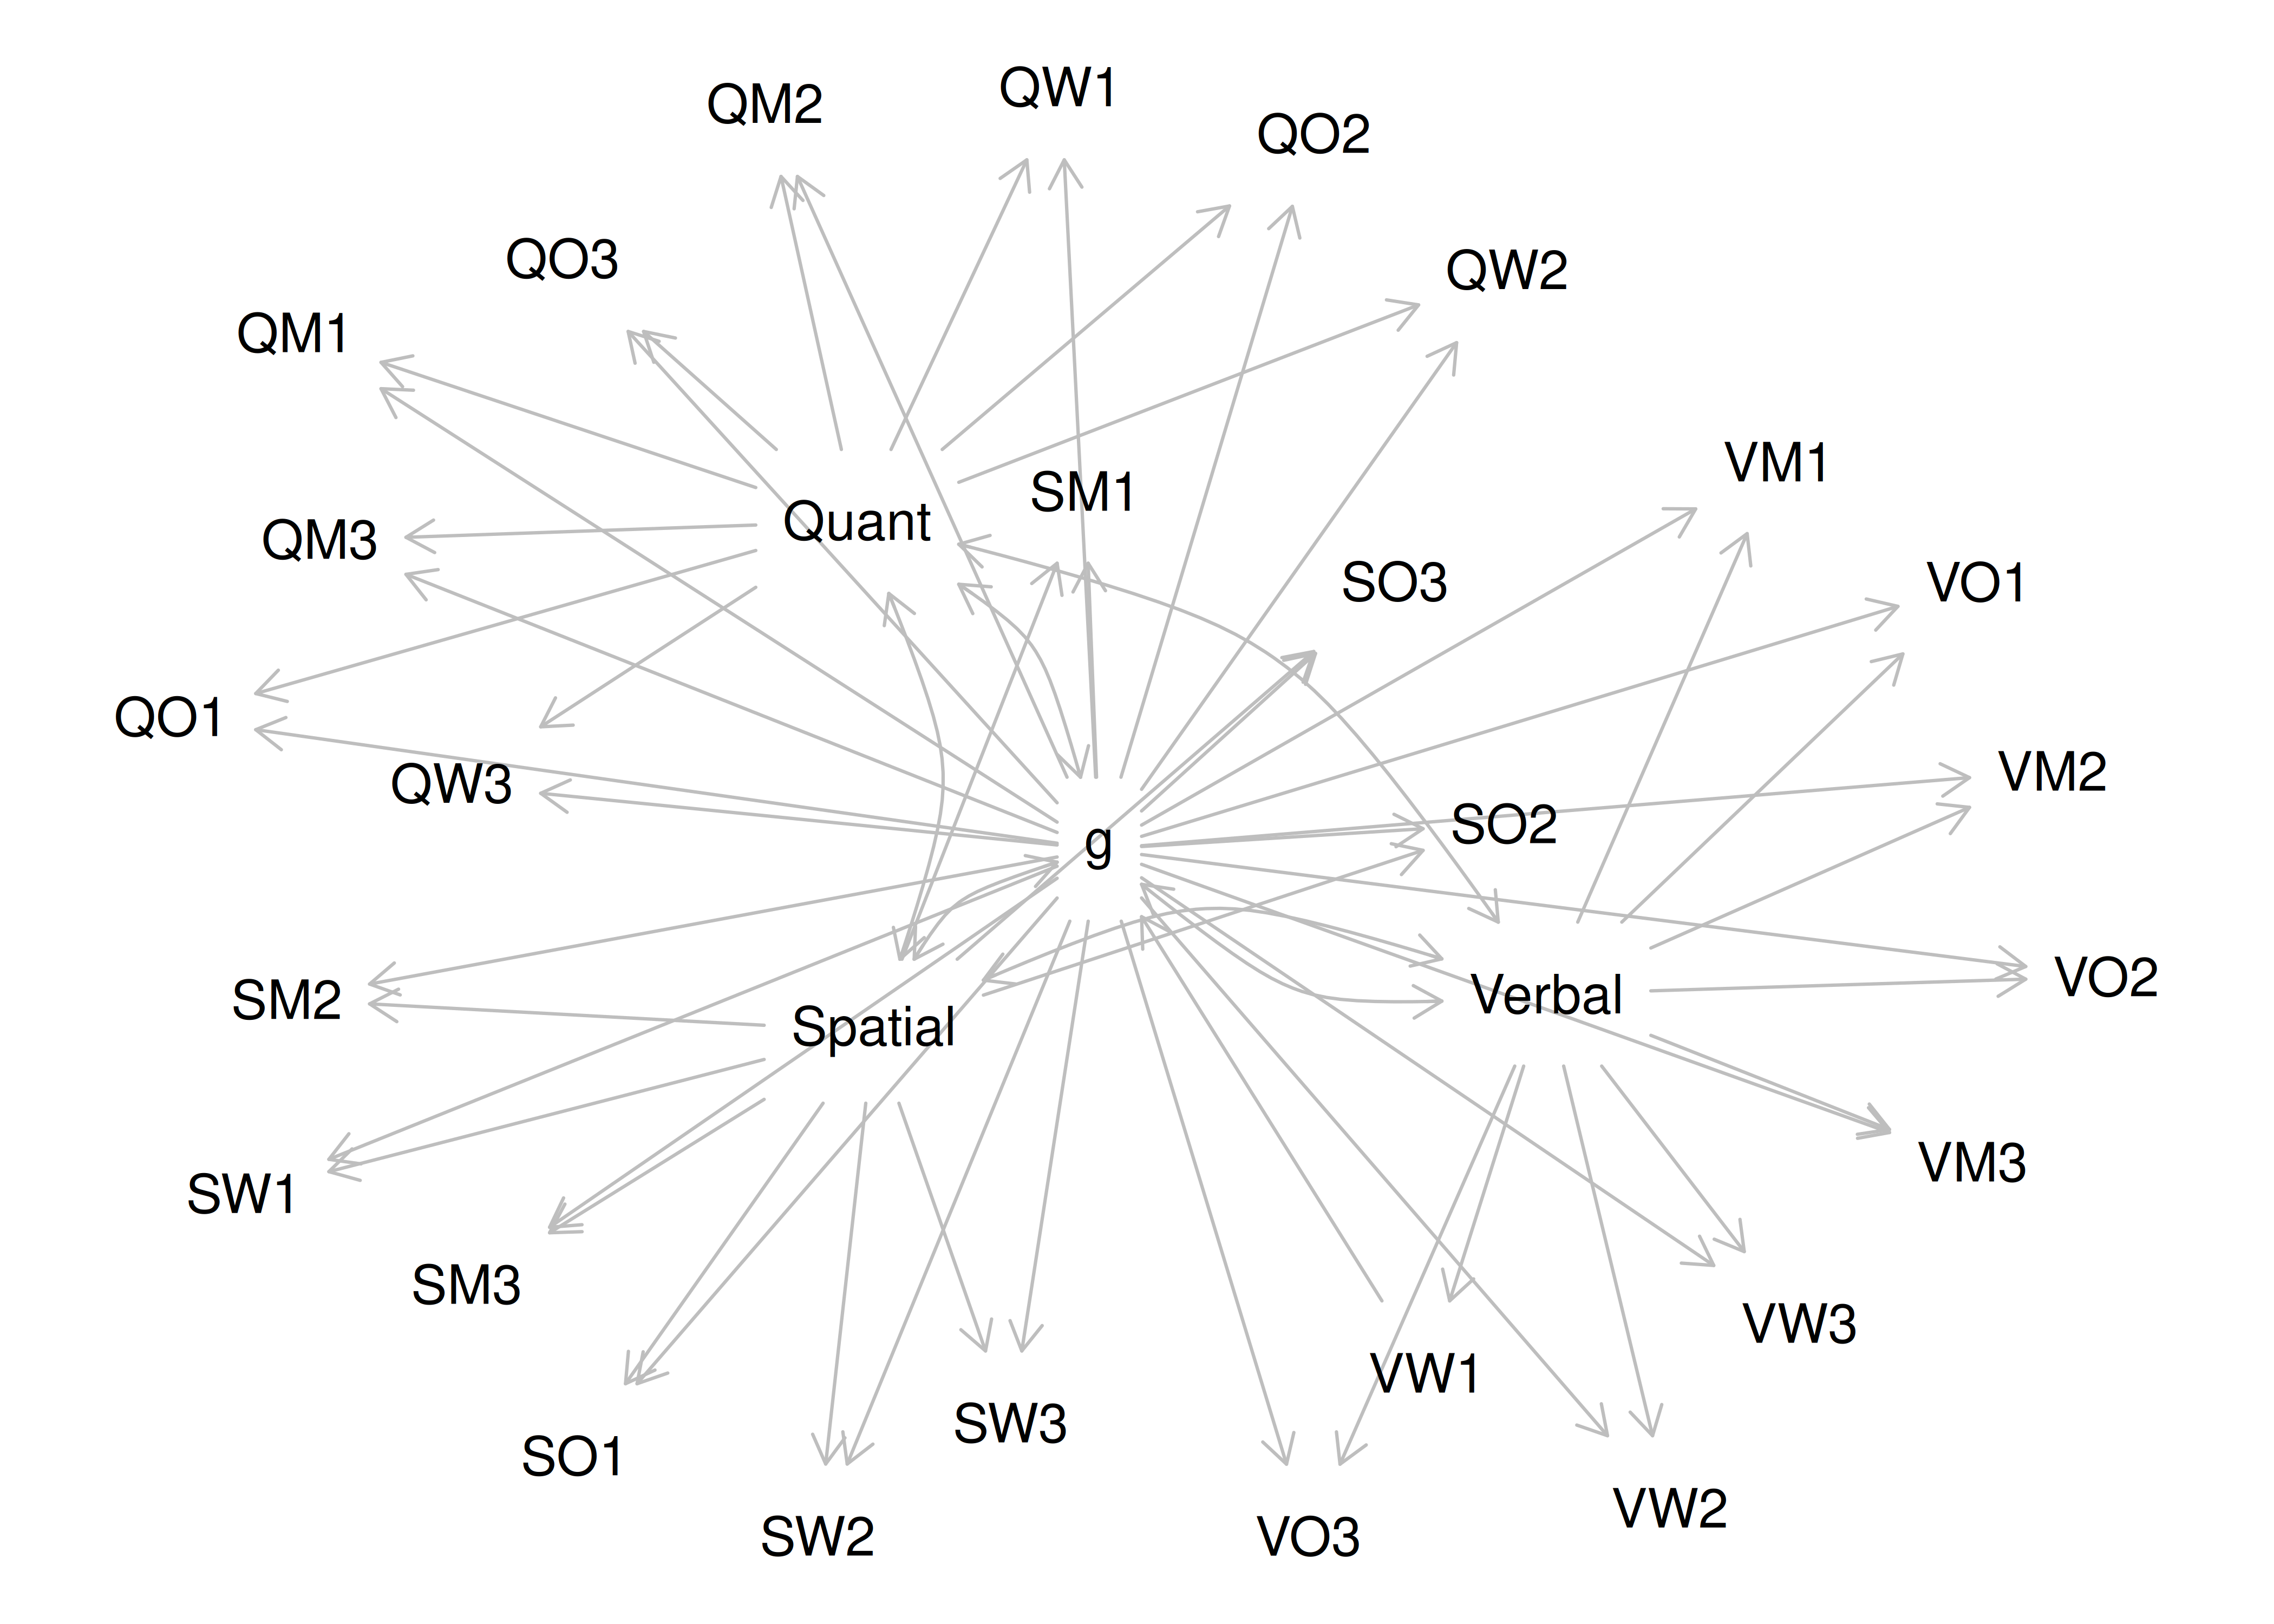 QW1
QM2
QO2
QO3
QW2
QM1
VM1
SM1
Quant
QM3
SO3
VO1
QO1
VM2
QW3
SO2
g
VO2
Verbal
SM2
Spatial
VM3
SW1
SM3
VW3
VW1
SW3
SO1
VW2
SW2
VO3